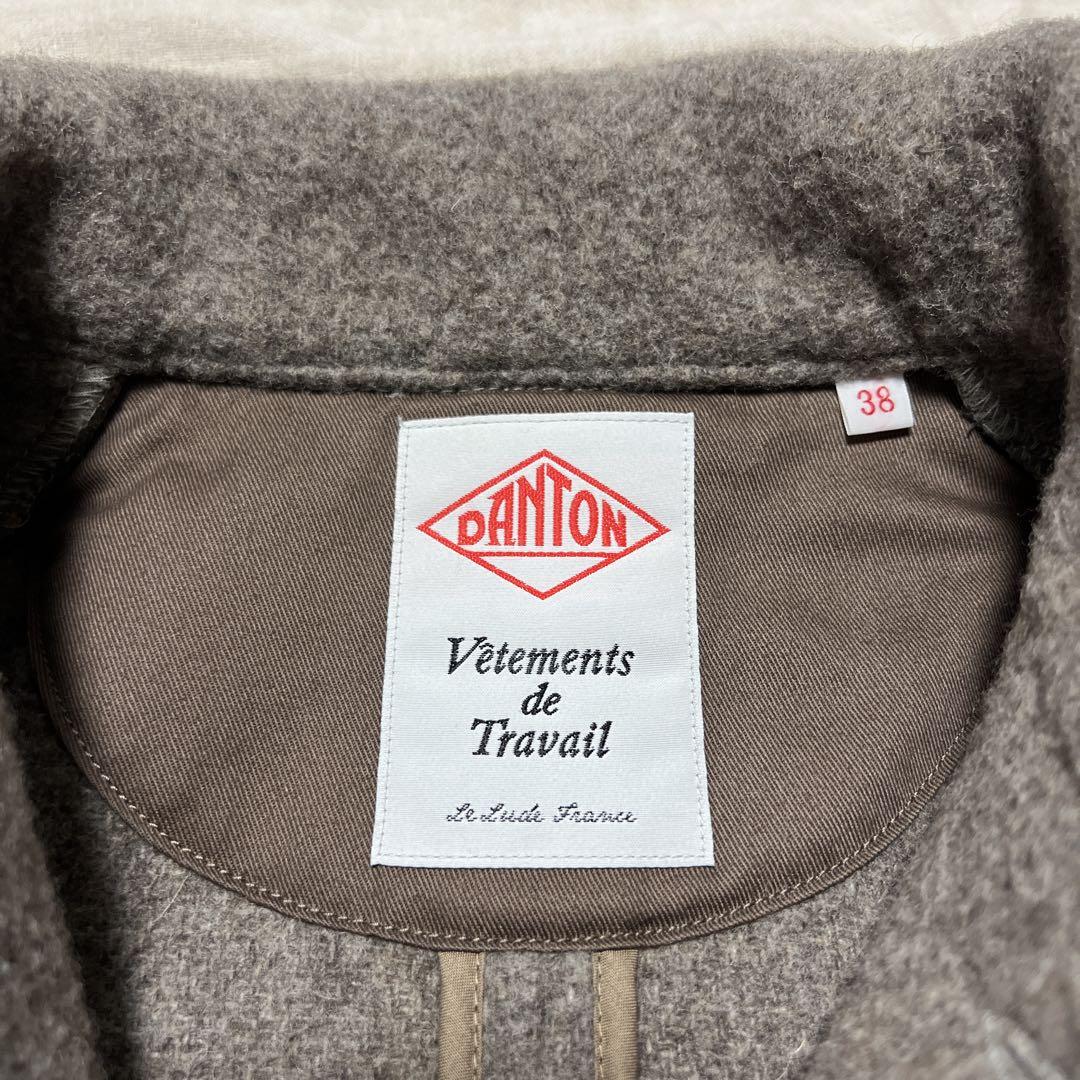 38
DANTON
Vêtements
de
Travail
Le Lude France